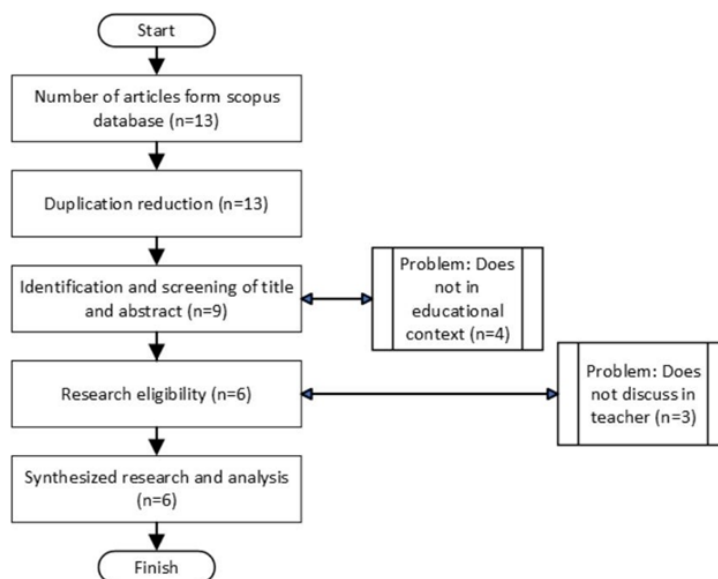 Start
Number of articles form scopus
database (n=13)
Duplication reduction (n=13)
Identification and screening of title
and abstract (n=9)
Problem: Does
not in
educational
context (n=4)
Research eligibility (n=6)
Problem: Does
not discuss in
teacher (n=3)
Synthesized research and analysis
(n=6)
Finish